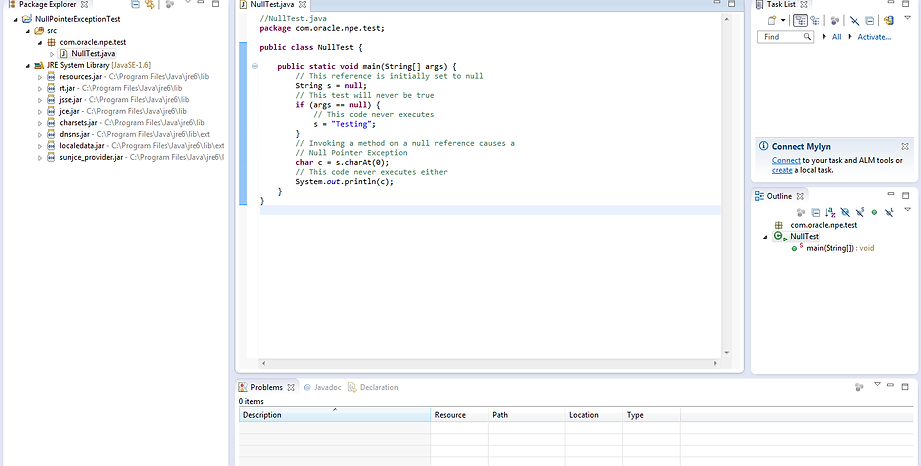 Package Explorer
NullPointerExceptionTest
src
com.oracle.npe.test
NullTest.java
JRE System Library [JavaSE-1.6]
resources.jar - C:\Program Files\Java\jre6\lib
rt.jar - C:\Program Files\Java\jre6\lib
jsse.jar - C:\Program Files\Java\jre6\lib
jce.jar - C:\Program Files\Java\jre6\lib
charsets.jar - C:\Program Files\Java\jre6\lib
dnsns.jar - C:\Program Files\Java\jre6\lib\ext
localedata.jar - C:\Program Files\Java\jre6\lib\ext
sunjce_provider.jar - C:\Program Files\Java\jre6\l
NullTest.java
//NullTest.java
package com.oracle.npe.test;
public class NullTest {
public static void main(String[] args) {
// This reference is initially set to null
String s = null;
// This test will never be true
if (args == null) {
// This code never executes
s = "Testing";
}
// Invoking a method on a null reference causes a
// Null Pointer Exception
char c = s.charAt(0);
// This code never executes either
System.out.println(c);
}
}
Task List
Find All Activate...
Connect Mylyn
Connect to your task and ALM tools or
create a local task.
Outline
com.oracle.npe.test
NullTest
main(String[]) : void
Problems Javadoc Declaration
0 items
Description Resource Path Location Type